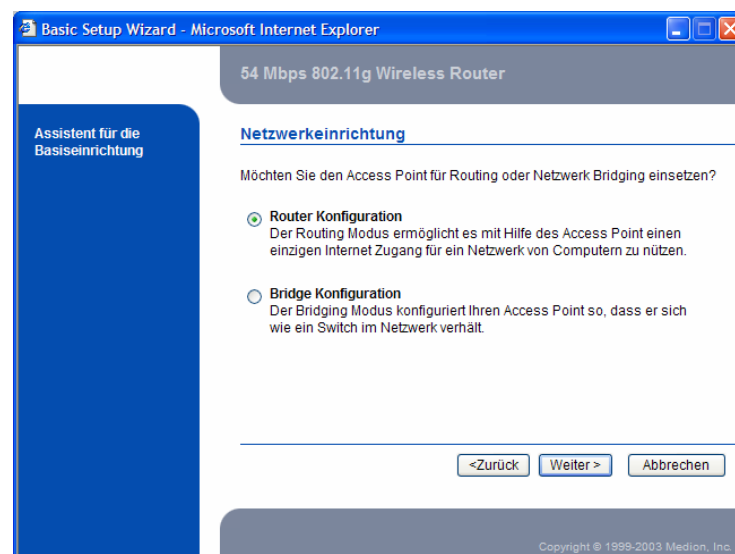 Basic Setup Wizard - Microsoft Internet Explorer
54 Mbps 802.11g Wireless Router
Assistent für die
Basiseinrichtung
Netzwerkeinrichtung
Möchten Sie den Access Point für Routing oder Netzwerk Bridging einsetzen?
Router Konfiguration
Der Routing Modus ermöglicht es mit Hilfe des Access Point einen
einzigen Internet Zugang für ein Netzwerk von Computern zu nützen.
Bridge Konfiguration
Der Bridging Modus konfiguriert Ihren Access Point so, dass er sich
wie ein Switch im Netzwerk verhält.
<Zurück
Weiter >
Abbrechen
Copyright © 1999-2003 Medion, Inc.